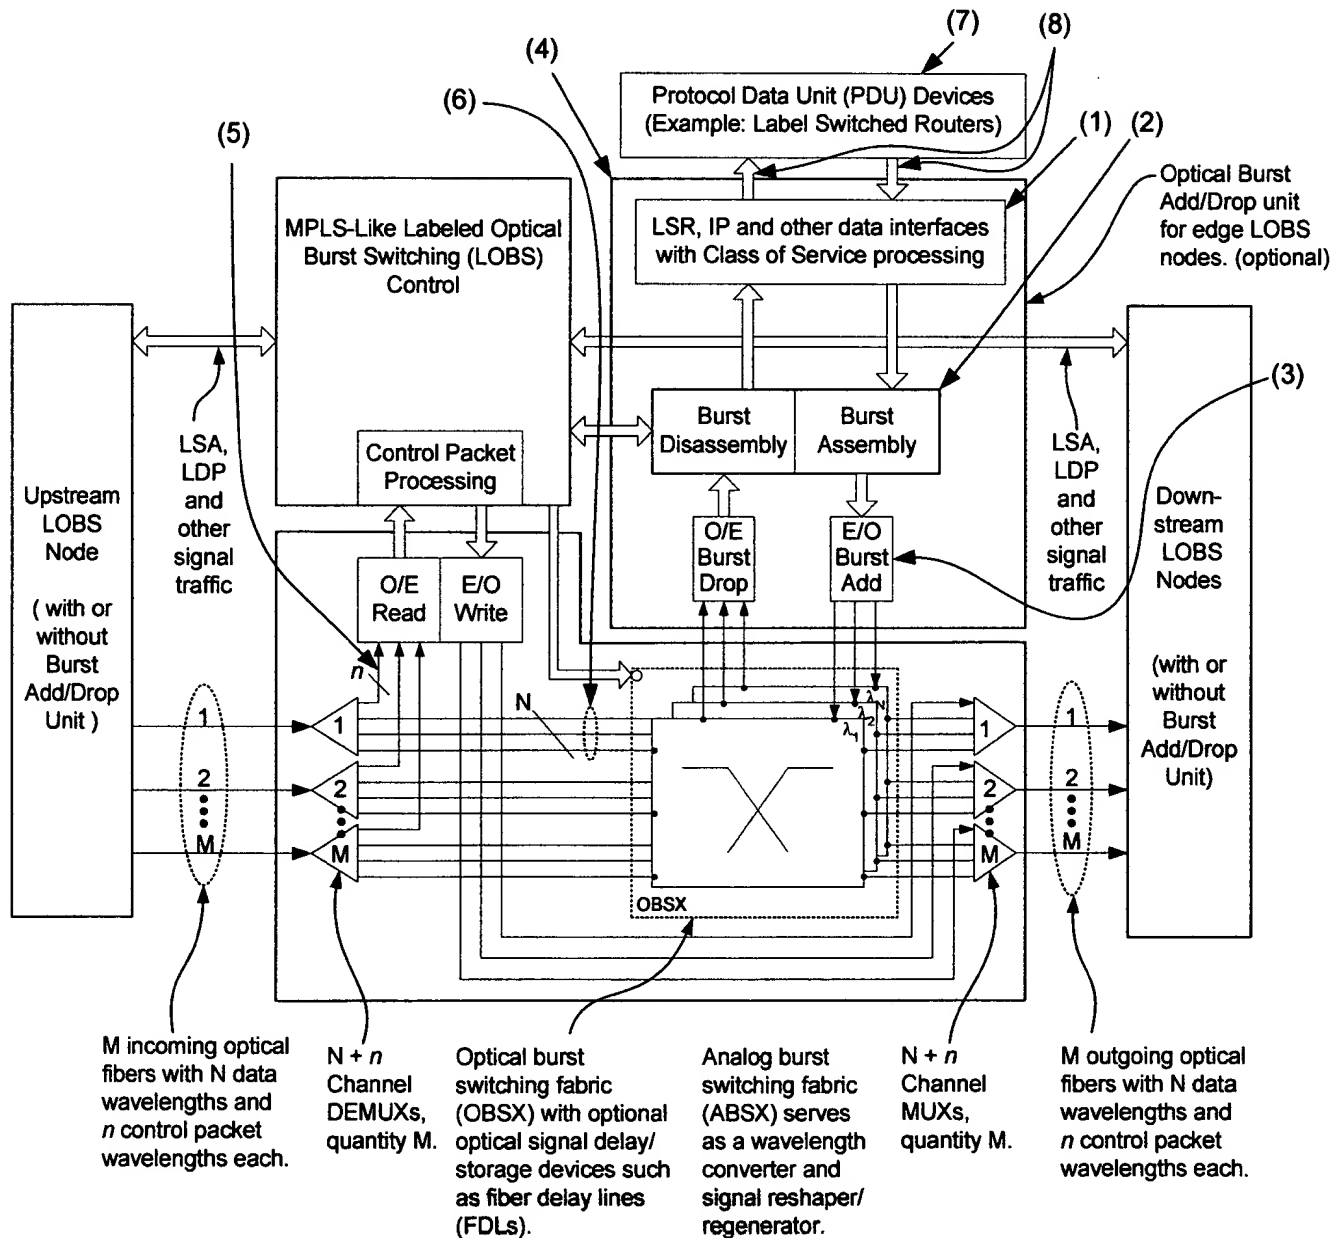 (7)
(8)
(4)
(6)
(5)
(1)
(2)
Protocol Data Unit (PDU) Devices
(Example: Label Switched Routers)
MPLS-Like Labeled Optical
Burst Switching (LOBS)
Control
LSR, IP and other data interfaces
with Class of Service processing
Optical Burst
Add/Drop unit
for edge LOBS
nodes. (optional)
(3)
LSA,
LDP
and
other
signal
traffic
Control Packet
Processing
Burst
Disassembly
Burst
Assembly
LSA,
LDP
and
other
signal
traffic
Upstream
LOBS
Node
( with or
without
Burst
Add/Drop
Unit )
O/E
Read
E/O
Write
O/E
Burst
Drop
E/O
Burst
Add
Down-
stream
LOBS
Nodes
(with or
without
Burst
Add/Drop
Unit)
n
N
λN
λ2
λ1
1
2
M
1
2
M
1
2
M
1
2
M
OBSX
M incoming optical
fibers with N data
wavelengths and
n control packet
wavelengths each.
N + n
Channel
DEMUXs,
quantity M.
Optical burst
switching fabric
(OBSX) with optional
optical signal delay/
storage devices such
as fiber delay lines
(FDLs).
Analog burst
switching fabric
(ABSX) serves
as a wavelength
converter and
signal reshaper/
regenerator.
N + n
Channel
MUXs,
quantity M.
M outgoing optical
fibers with N data
wavelengths and
n control packet
wavelengths each.